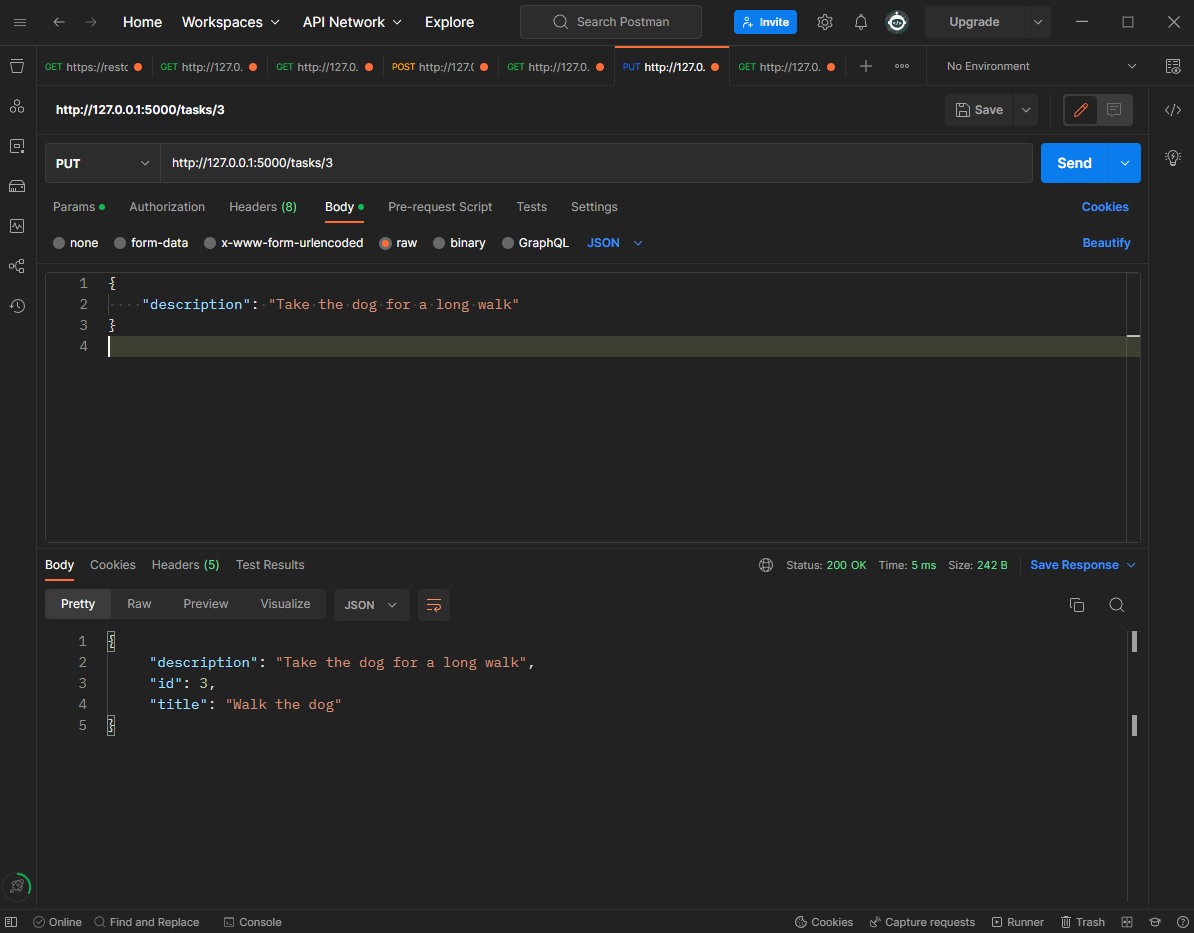 Home Workspaces API Network Explore Search Postman Invite Upgrade
GET https://resto GET http://127.0. GET http://127.0. POST http://127.( GET http://127.0. PUT http://127.0. GET http://127.0. No Environment
http://127.0.0.1:5000/tasks/3 Save
PUT http://127.0.0.1:5000/tasks/3 Send
Params Authorization Headers (8) Body Pre-request Script Tests Settings Cookies
none form-data x-www-form-urlencoded raw binary GraphQL JSON Beautify
1 {
2 ····"description":·"Take·the·dog·for·a·long·walk"
3 }
4
Body Cookies Headers (5) Test Results Status: 200 OK Time: 5 ms Size: 242 B Save Response
Pretty Raw Preview Visualize JSON
1 {
2 "description": "Take the dog for a long walk",
3 "id": 3,
4 "title": "Walk the dog"
5 }
Online Find and Replace Console Cookies Capture requests Runner Trash